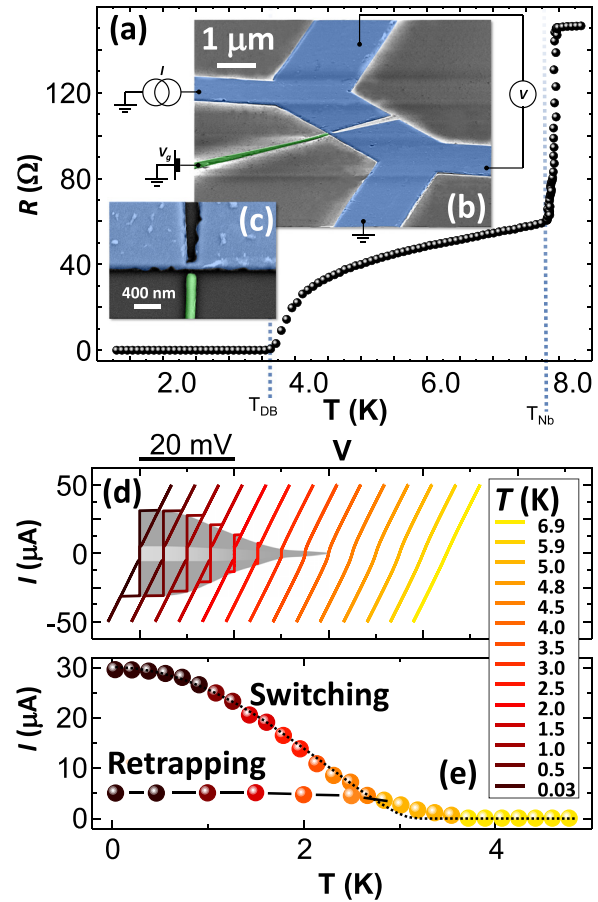 (a)
1 μm
I
V
V_g
(b)
(c)
400 nm
R (Ω)
120
80
40
0
2.0
4.0
6.0
8.0
T_DB
T (K)
T_Nb
20 mV
V
(d)
I (μA)
50
0
-50
T (K)
6.9
5.9
5.0
4.8
4.5
4.0
3.5
3.0
2.5
2.0
1.5
1.0
0.5
0.03
I (μA)
30
20
10
0
Switching
Retrapping
(e)
0
2
4
T (K)